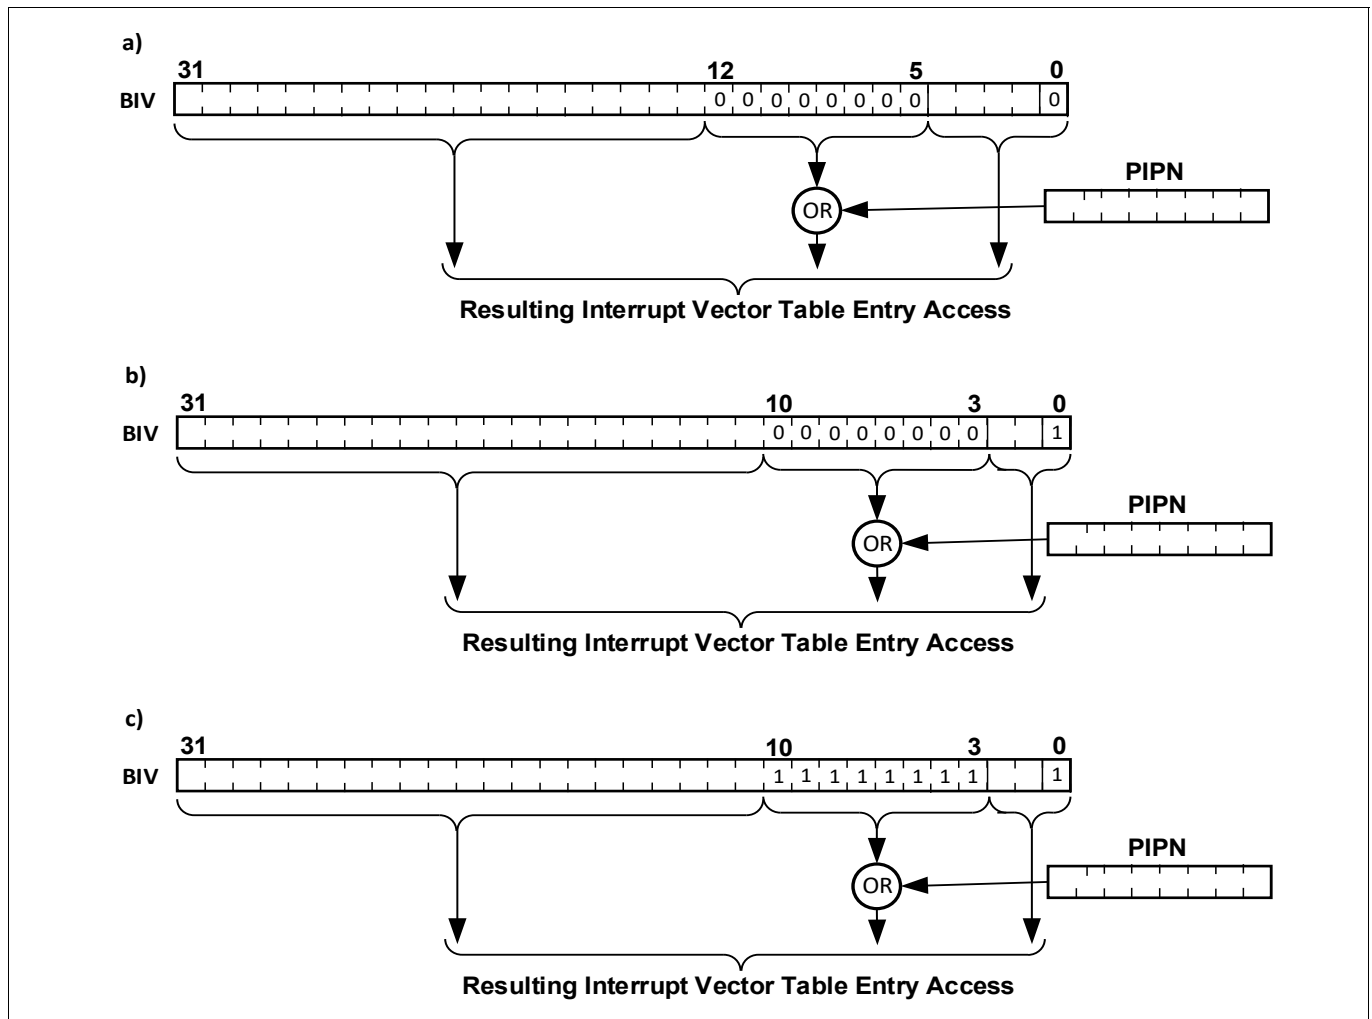 a)
31 12 5 0
BIV 0 0 0 0 0 0 0 0 0
PIPN
OR
Resulting Interrupt Vector Table Entry Access
b)
31 10 3 0
BIV 0 0 0 0 0 0 0 0 1
PIPN
OR
Resulting Interrupt Vector Table Entry Access
c)
31 10 3 0
BIV 1 1 1 1 1 1 1 1 1
PIPN
OR
Resulting Interrupt Vector Table Entry Access